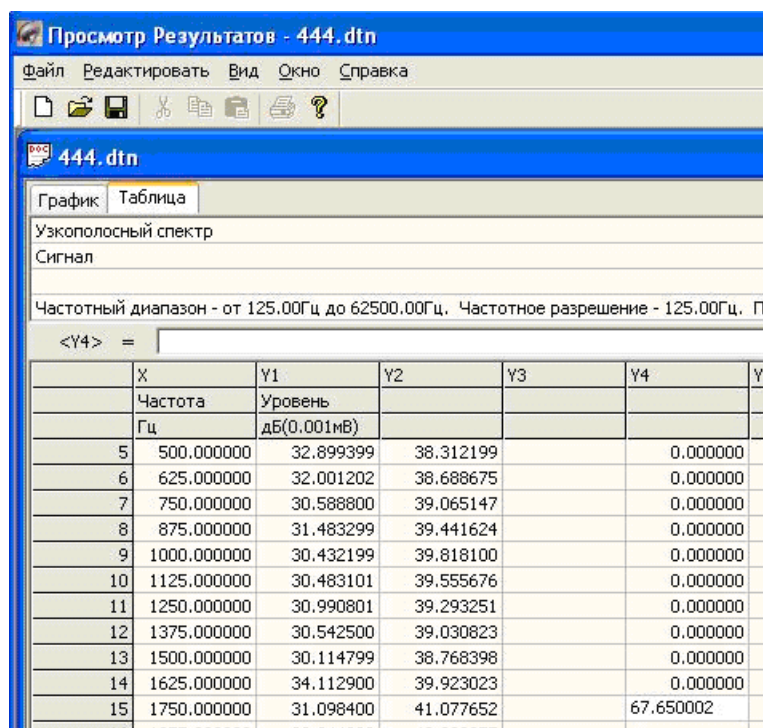 Просмотр Результатов - 444.dtn
Файл Редактировать Вид Окно Справка
444.dtn
График Таблица
Узкополосный спектр
Сигнал
Частотный диапазон - от 125.00Гц до 62500.00Гц. Частотное разрешение - 125.00Гц. П
<Y4> =
X Y1 Y2 Y3 Y4 Y
Частота Уровень
Гц дБ(0.001мВ)
5 500.000000 32.899399 38.312199 0.000000
6 625.000000 32.001202 38.688675 0.000000
7 750.000000 30.588800 39.065147 0.000000
8 875.000000 31.483299 39.441624 0.000000
9 1000.000000 30.432199 39.818100 0.000000
10 1125.000000 30.483101 39.555676 0.000000
11 1250.000000 30.990801 39.293251 0.000000
12 1375.000000 30.542500 39.030823 0.000000
13 1500.000000 30.114799 38.768398 0.000000
14 1625.000000 34.112900 39.923023 0.000000
15 1750.000000 31.098400 41.077652 67.650002